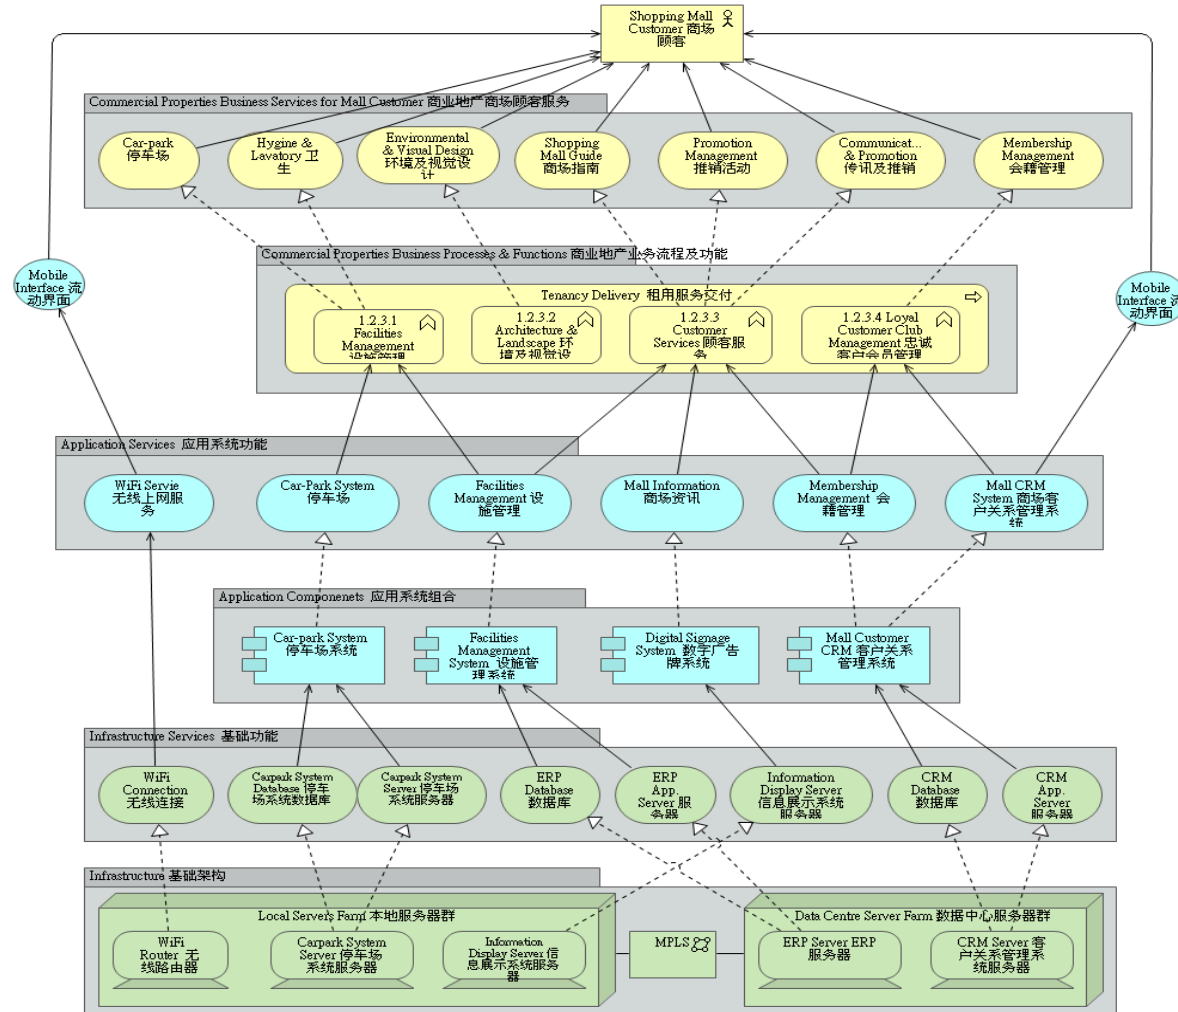 Shopping Mall
Customer 商场
顾客
Commercial Properties Business Services for Mall Customer 商业地产商场顾客服务
Car-park
停车场
Hygine &
Lavatory 卫
生
Environmental
& Visual Design
环境及视觉设
计
Shopping
Mall Guide
商场指南
Promotion
Management
推销活动
Communicat...
& Promotion
传讯及推销
Membership
Management
会籍管理
Commercial Properties Business Processes & Functions 商业地产业务流程及功能
Mobile
Interface 流
动界面
Mobile
Interface 流
动界面
Tenancy Delivery 租用服务交付
1.2.3.1
Facilities
Management
设施管理
1.2.3.2
Architecture &
Landscape 环
境及视觉设
1.2.3.3
Customer
Services 顾客服
务
1.2.3.4 Loyal
Customer Club
Management 忠诚
客户会员管理
Application Services 应用系统功能
WiFi Servie
无线上网服
务
Car-Park System
停车场
Facilities
Management 设
施管理
Mall Information
商场资讯
Membership
Management 会
籍管理
Mall CRM
System 商场客
户关系管理系
统
Application Componenets 应用系统组合
Car-park System
停车场系统
Facilities
Management
System 设施管
理系统
Digital Signage
System 数字广告
牌系统
Mall Customer
CRM 客户关系
管理系统
Infrastructure Services 基础功能
WiFi
Connection
无线连接
Carpark System
Database 停车
场系统数据库
Carpark System
Server 停车场
系统服务器
ERP
Database
数据库
ERP
App.
Server 服
务器
Information
Display Server
信息展示系统
服务器
CRM
Database
数据库
CRM
App.
Server
服务器
Infrastructure 基础架构
Local Servers Farm 本地服务器群
WiFi
Router 无
线路由器
Carpark System
Server 停车场
系统服务器
Information
Display Server 信
息展示系统服务
器
MPLS
Data Centre Server Farm 数据中心服务器群
ERP Server ERP
服务器
CRM Server 客
户关系管理系
统服务器